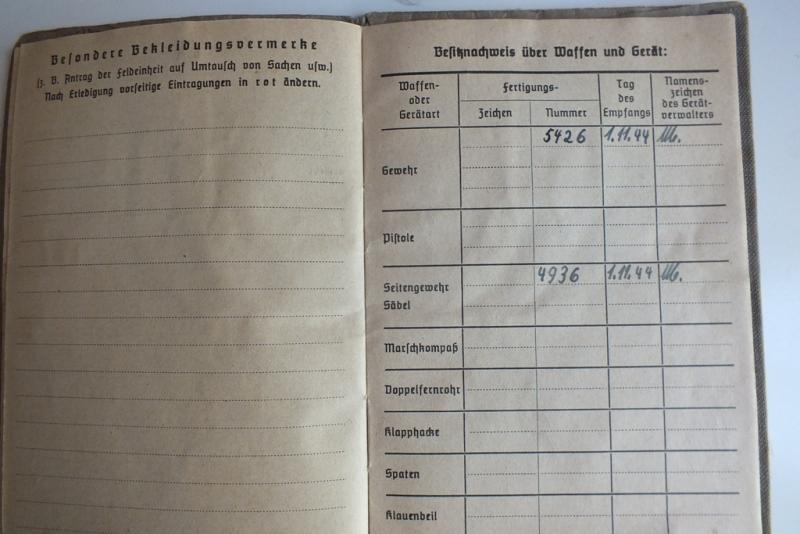 Besondere Bekleidungsvermerke
(z. B. Antrag der Feldeinheit auf Umtausch von Sachen usw.)
Nach Erledigung vorseitige Eintragungen in rot ändern.
Besitznachweis über Waffen und Gerät:
Waffen- oder Gerätart
Fertigungs-
Zeichen
Nummer
Tag des Empfangs
Namens- zeichen des Gerät- verwalters
Gewehr 5426 1.11.44
Pistole
Seitengewehr 4936 1.11.44
Säbel
Marschkompaß
Doppelfernrohr
Klapphacke
Spaten
Klauenbeil